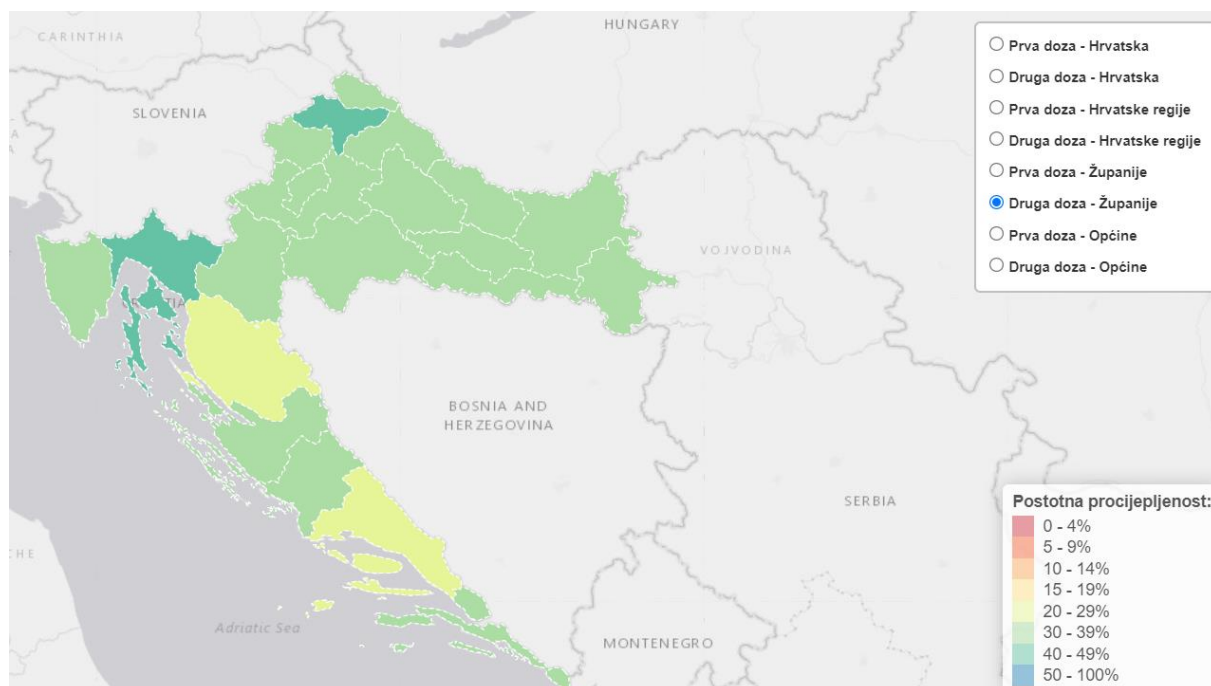 CARINTHIA
HUNGARY
SLOVENIA
VOJVODINA
BOSNIA AND
HERZEGOVINA
SERBIA
Adriatic Sea
MONTENEGRO
Prva doza - Hrvatska
Druga doza - Hrvatska
Prva doza - Hrvatske regije
Druga doza - Hrvatske regije
Prva doza - Županije
Druga doza - Županije
Prva doza - Općine
Druga doza - Općine
Postotna procijepljenost:
0 - 4%
5 - 9%
10 - 14%
15 - 19%
20 - 29%
30 - 39%
40 - 49%
50 - 100%